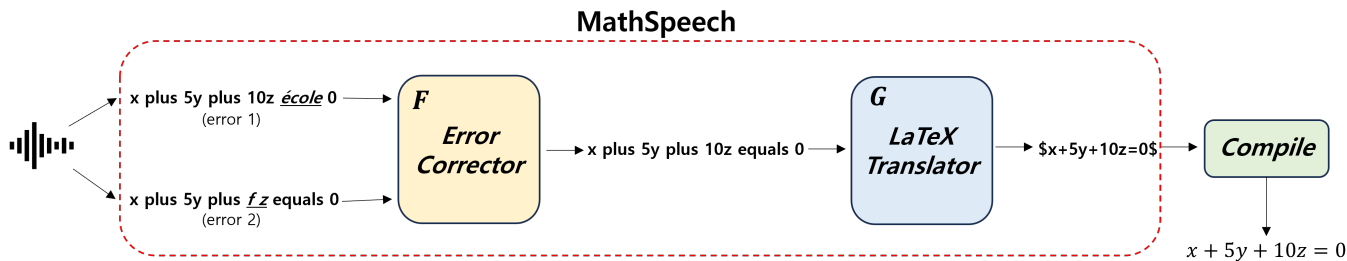 MathSpeech
x plus 5y plus 10z école 0
(error 1)
x plus 5y plus f z equals 0
(error 2)
F
Error
Corrector
x plus 5y plus 10z equals 0
G
LaTeX
Translator
$x+5y+10z=0$
Compile
x + 5y + 10z = 0